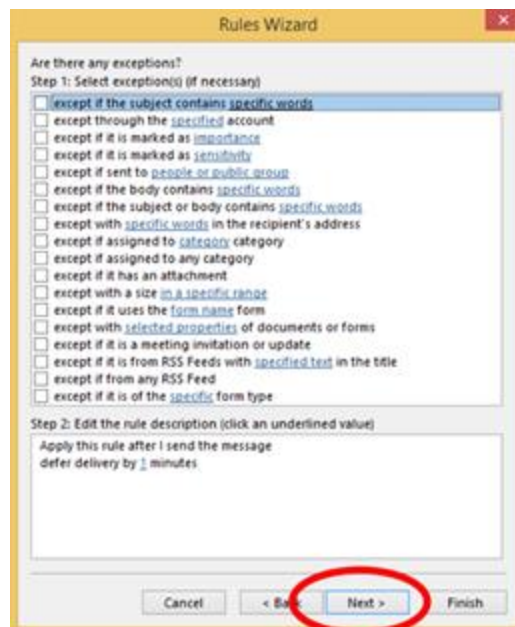 Rules Wizard
Are there any exceptions?
Step 1: Select exception(s) (if necessary)
except if the subject contains specific words
except through the specified account
except if it is marked as importance
except if it is marked as sensitivity
except if sent to people or public group
except if the body contains specific words
except if the subject or body contains specific words
except with specific words in the recipient's address
except if assigned to category category
except if assigned to any category
except if it has an attachment
except with a size in a specific range
except if it uses the form name form
except with selected properties of documents or forms
except if it is a meeting invitation or update
except if it is from RSS Feeds with specified text in the title
except if from any RSS Feed
except if it is of the specific form type
Step 2: Edit the rule description (click an underlined value)
Apply this rule after I send the message
defer delivery by 1 minutes
Cancel < Back Next > Finish